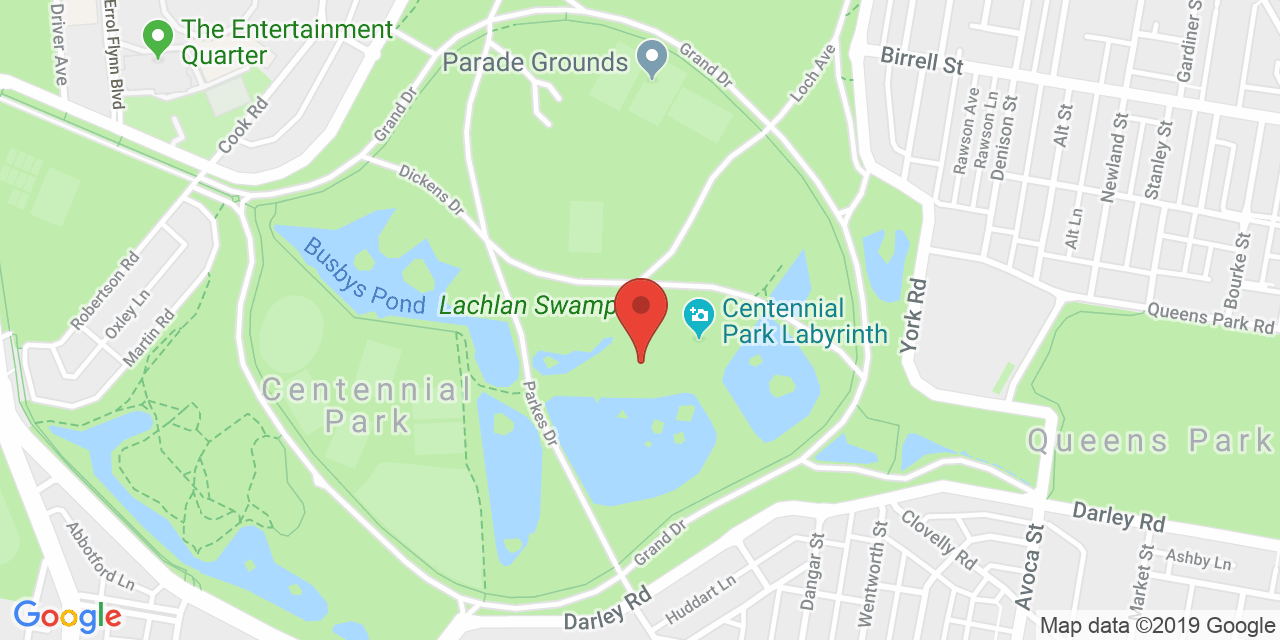 Driver Ave
Errol Flynn Blvd
The Entertainment
Quarter
Cook Rd
Grand Dr
Parade Grounds
Grand Dr
Loch Ave
Birrell St
Gardiner S
Rawson Ave
Rawson Ln
Denison St
Alt St
Newland St
Stanley St
Dickens Dr
Alt Ln
Bourke St
Robertson Rd
Oxley Ln
Martin Rd
Busbys Pond
Lachlan Swamp
Centennial
Park Labyrinth
York Rd
Queens Park Rd
Centennial
Park
Parkes Dr
Queens Park
Abbotford Ln
Grand Dr
Darley Rd
Huddart Ln
Dangar St
Wentworth St
Clovelly Rd
Avoca St
Darley Rd
Market St
Ashby Ln
Google
Map data ©2019 Google